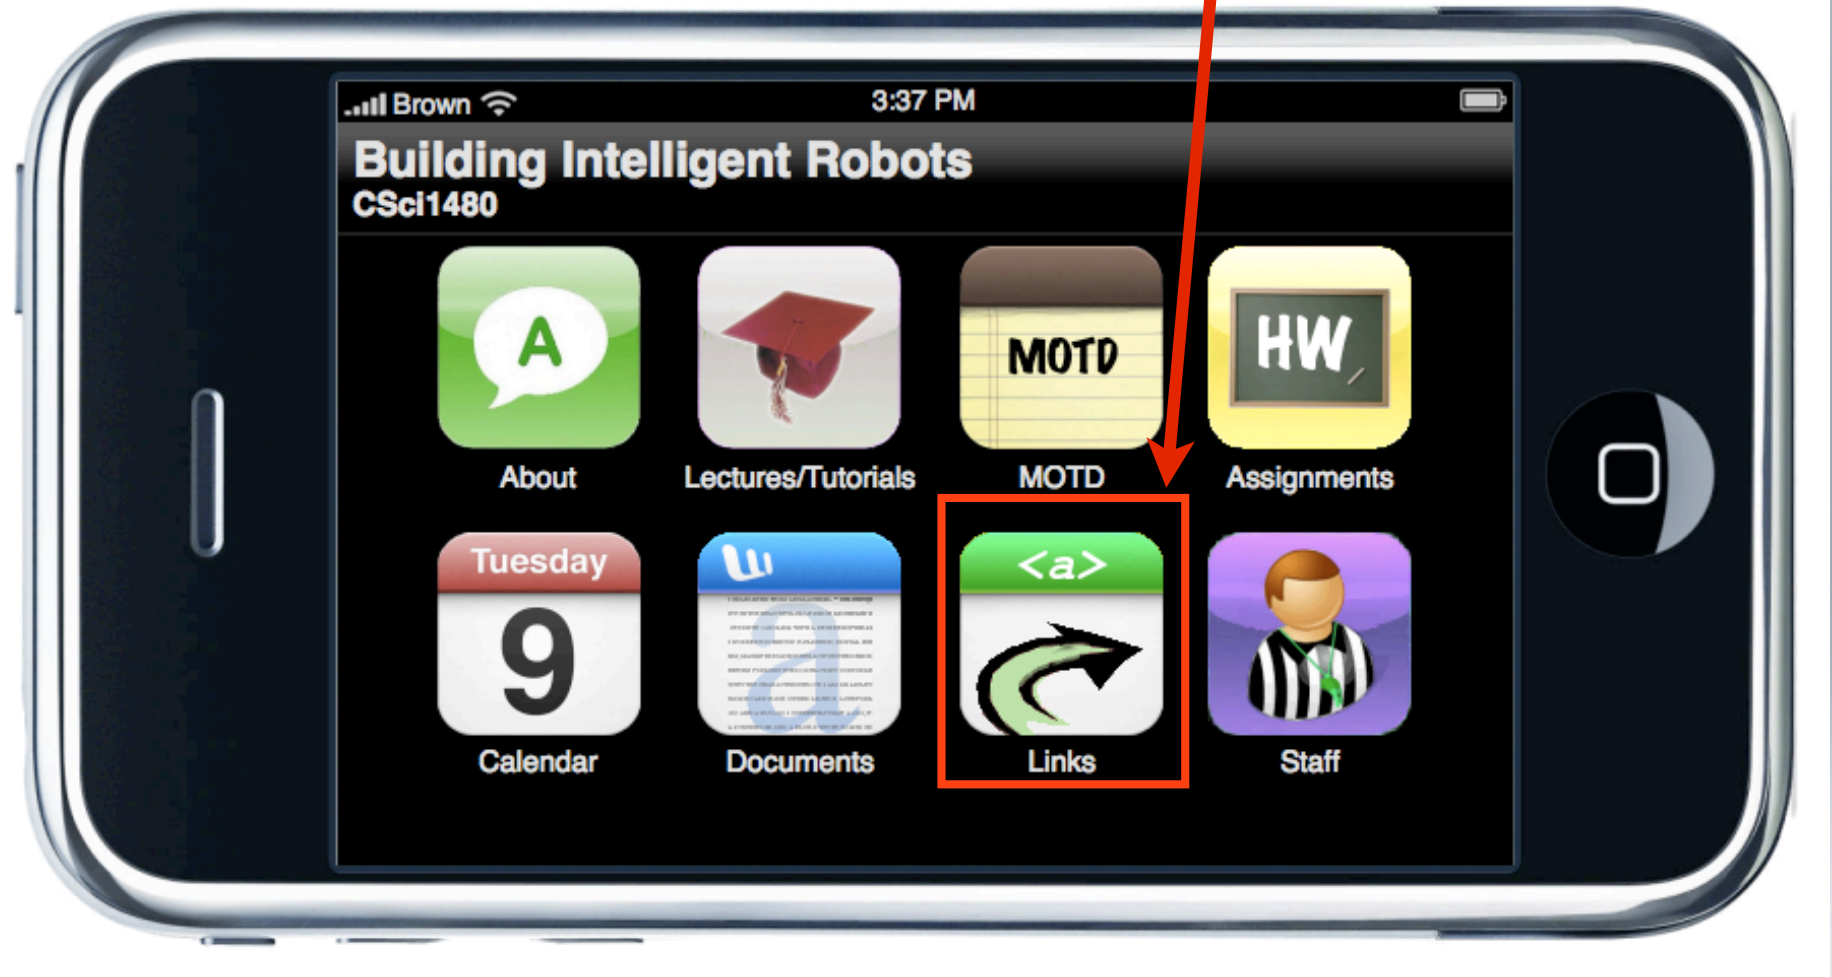 Brown 3:37 PM
Building Intelligent Robots
CSci1480
A MOTD HW
About Lectures/Tutorials MOTD Assignments
Tuesday <a>
9 a
Calendar Documents Links Staff